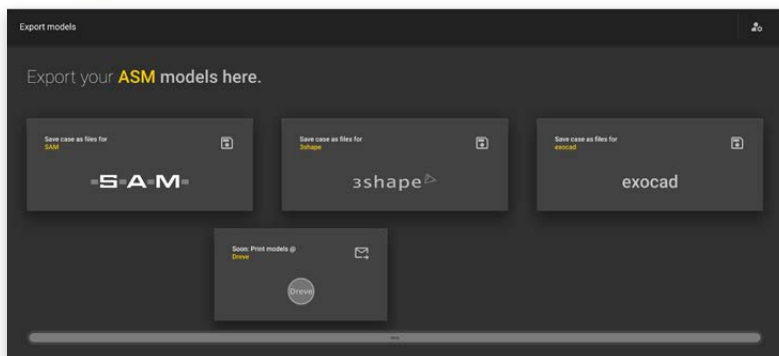 Export models
Export your ASM models here.
Save case as files for
SAM
-S-A-M-
Save case as files for
3shape
3shape
Save case as files for
exocad
exocad
Soon: Print models @
Dreve
Dreve